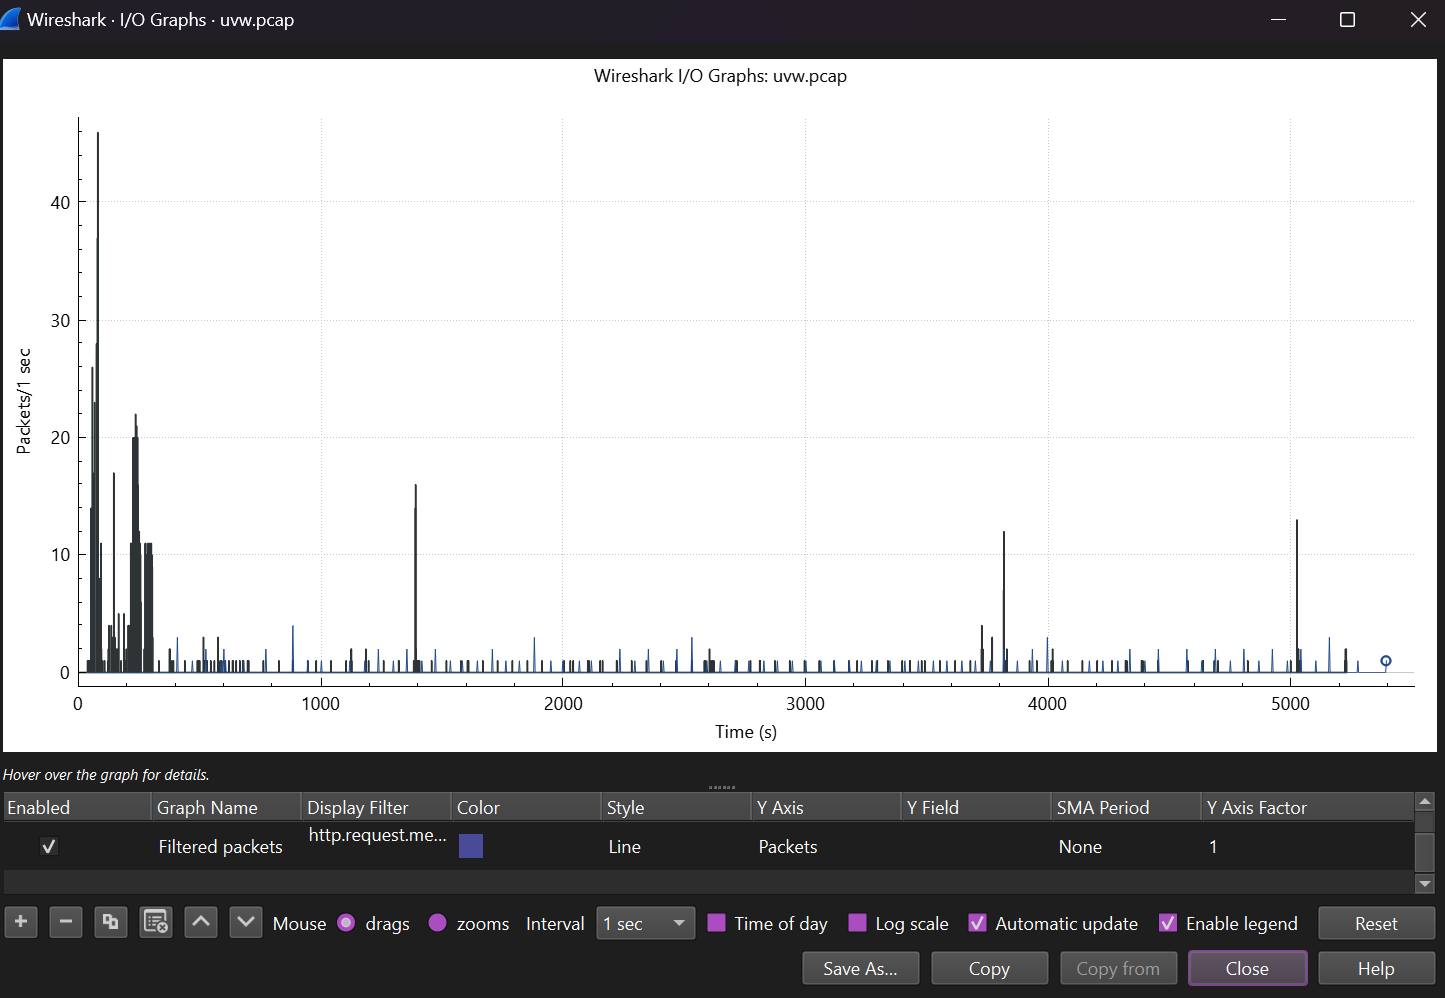 Wireshark · I/O Graphs · uvw.pcap
Wireshark I/O Graphs: uvw.pcap
Packets/1 sec
40
30
20
10
0
0 1000 2000 3000 4000 5000
Time (s)
Hover over the graph for details.
Enabled Graph Name Display Filter Color Style Y Axis Y Field SMA Period Y Axis Factor
Filtered packets http.request.me... Line Packets None 1
Mouse drags zooms Interval 1 sec Time of day Log scale Automatic update Enable legend Reset
Save As... Copy Copy from Close Help